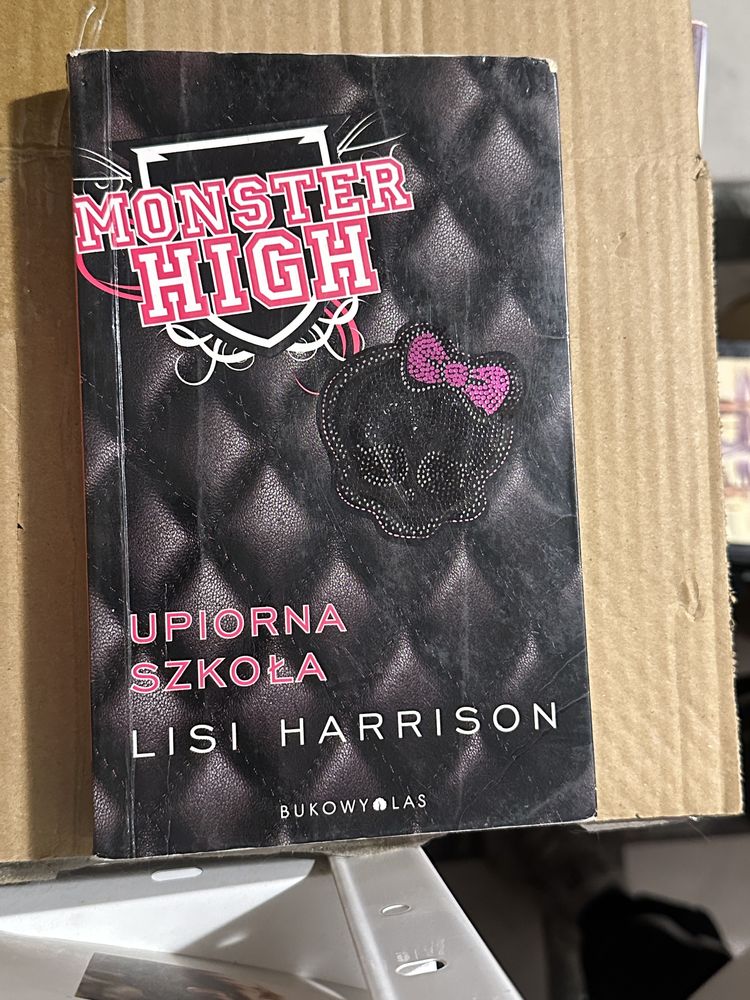 MONSTER
HIGH
UPIORNA
SZKOŁA
LISI HARRISON
BUKOWY LAS